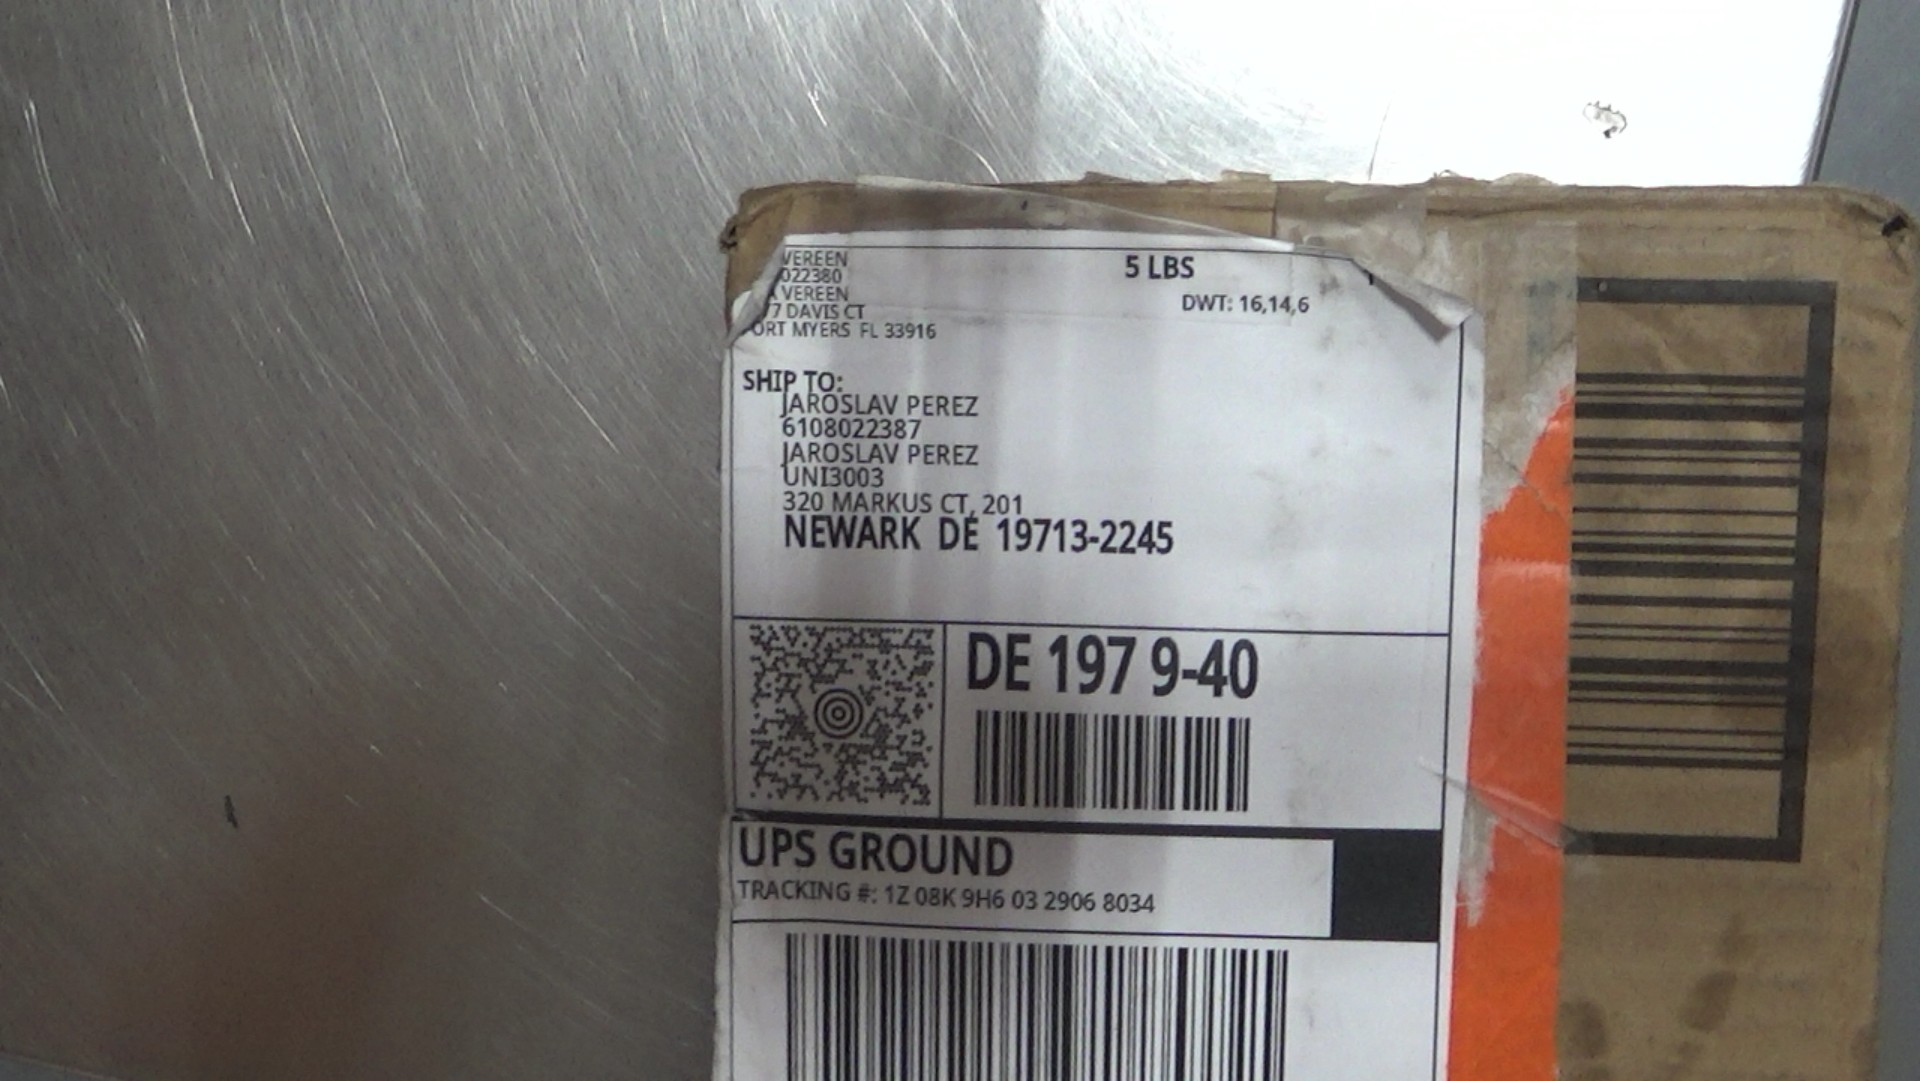 VEREEN
022380
VEREEN
7 DAVIS CT
ORT MYERS FL 33916
5 LBS
DWT: 16,14,6
SHIP TO:
JAROSLAV PEREZ
6108022387
JAROSLAV PEREZ
UNI3003
320 MARKUS CT, 201
NEWARK DE 19713-2245
DE 197 9-40
UPS GROUND
TRACKING #: 1Z 08K 9H6 03 2906 8034